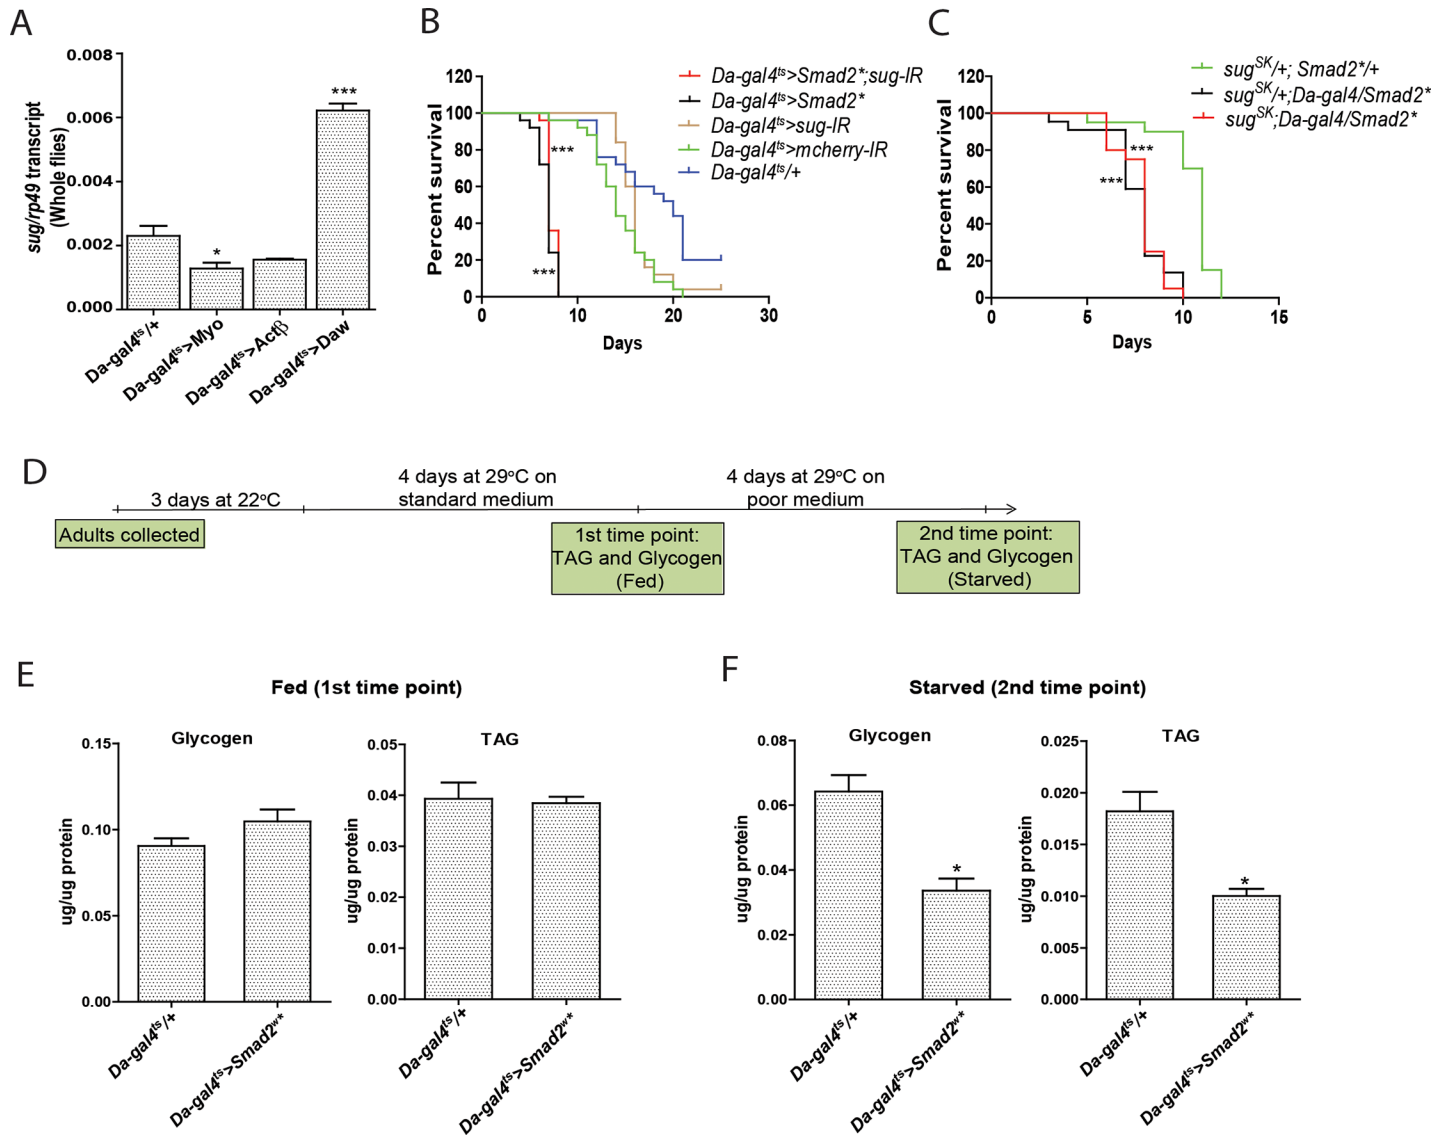 A
sug/rp49 transcript
(Whole flies)
0.008
0.006
0.004
0.002
0.000
***
*
Da-gal4ts/+
Da-gal4ts>Myo
Da-gal4ts>Actβ
Da-gal4ts>Daw
B
Percent survival
120
100
80
60
40
20
0
0
10
20
30
Days
***
***
Da-gal4ts>Smad2*;sug-IR
Da-gal4ts>Smad2*
Da-gal4ts>sug-IR
Da-gal4ts>mcherry-IR
Da-gal4ts/+
C
Percent survival
120
100
80
60
40
20
0
0
5
10
15
Days
***
***
sugSK/+; Smad2*/+
sugSK/+;Da-gal4/Smad2*
sugSK;Da-gal4/Smad2*
D
3 days at 22oC
4 days at 29oC on
standard medium
4 days at 29oC on
poor medium
Adults collected
1st time point:
TAG and Glycogen
(Fed)
2nd time point:
TAG and Glycogen
(Starved)
E
Fed (1st time point)
Glycogen
ug/ug protein
0.15
0.10
0.05
0.00
Da-gal4ts/+
Da-gal4ts>Smad2w*
TAG
ug/ug protein
0.05
0.04
0.03
0.02
0.01
0.00
Da-gal4ts/+
Da-gal4ts>Smad2w*
F
Starved (2nd time point)
Glycogen
ug/ug protein
0.08
0.06
0.04
0.02
0.00
*
Da-gal4ts/+
Da-gal4ts>Smad2w*
TAG
ug/ug protein
0.025
0.020
0.015
0.010
0.005
0.000
*
Da-gal4ts/+
Da-gal4ts>Smad2w*